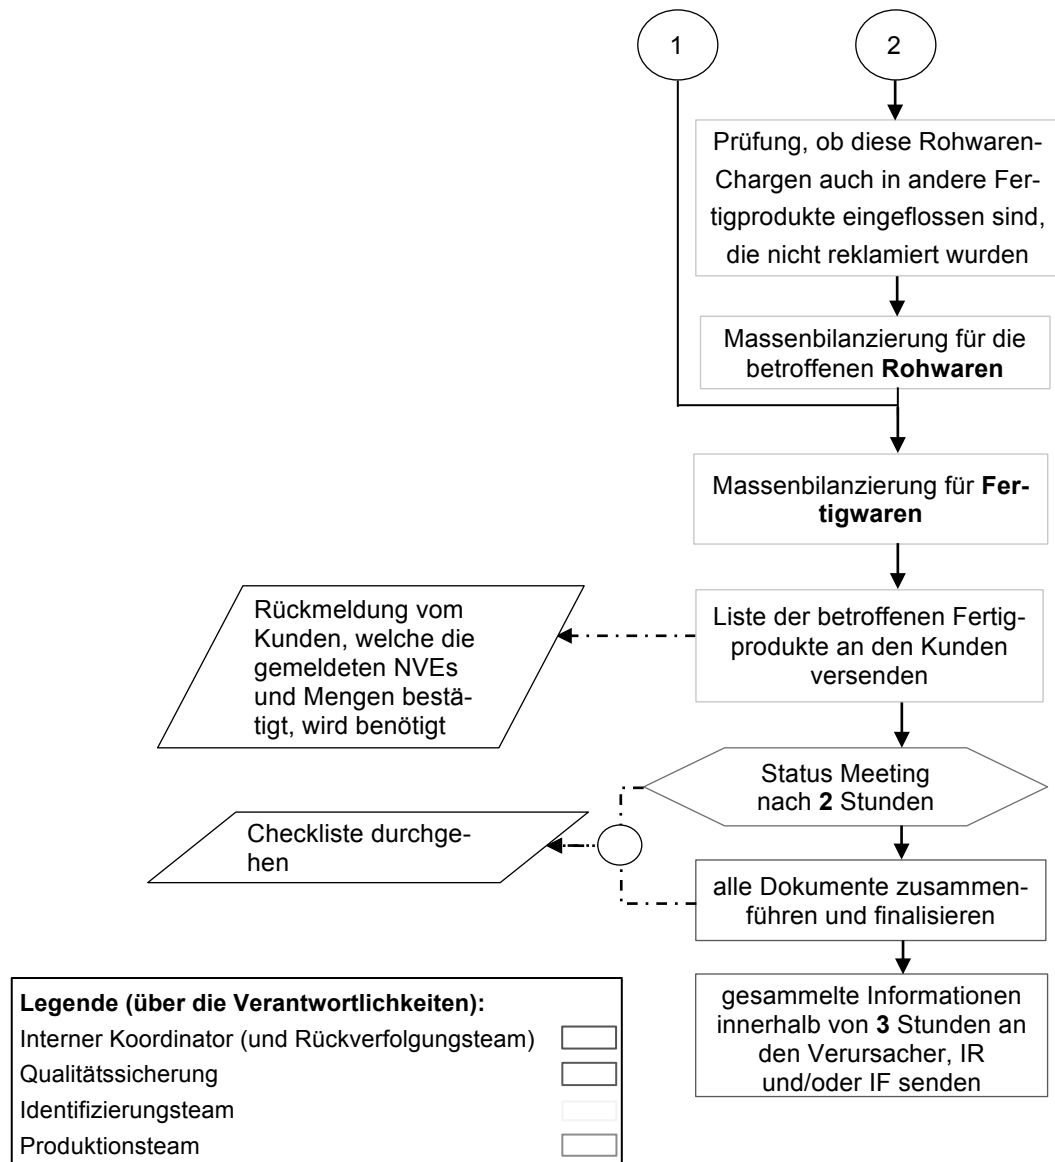 1
2
Prüfung, ob diese Rohwaren-
Chargen auch in andere Fer-
tigprodukte eingeflossen sind,
die nicht reklamiert wurden
Massenbilanzierung für die
betroffenen Rohwaren
Massenbilanzierung für Fer-
tigwaren
Liste der betroffenen Fertig-
produkte an den Kunden
versenden
Rückmeldung vom
Kunden, welche die
gemeldeten NVEs
und Mengen bestä-
tigt, wird benötigt
Status Meeting
nach 2 Stunden
Checkliste durchge-
hen
alle Dokumente zusammen-
führen und finalisieren
gesammelte Informationen
innerhalb von 3 Stunden an
den Verursacher, IR
und/oder IF senden
Legende (über die Verantwortlichkeiten):
Interner Koordinator (und Rückverfolgungsteam)
Qualitätssicherung
Identifizierungsteam
Produktionsteam